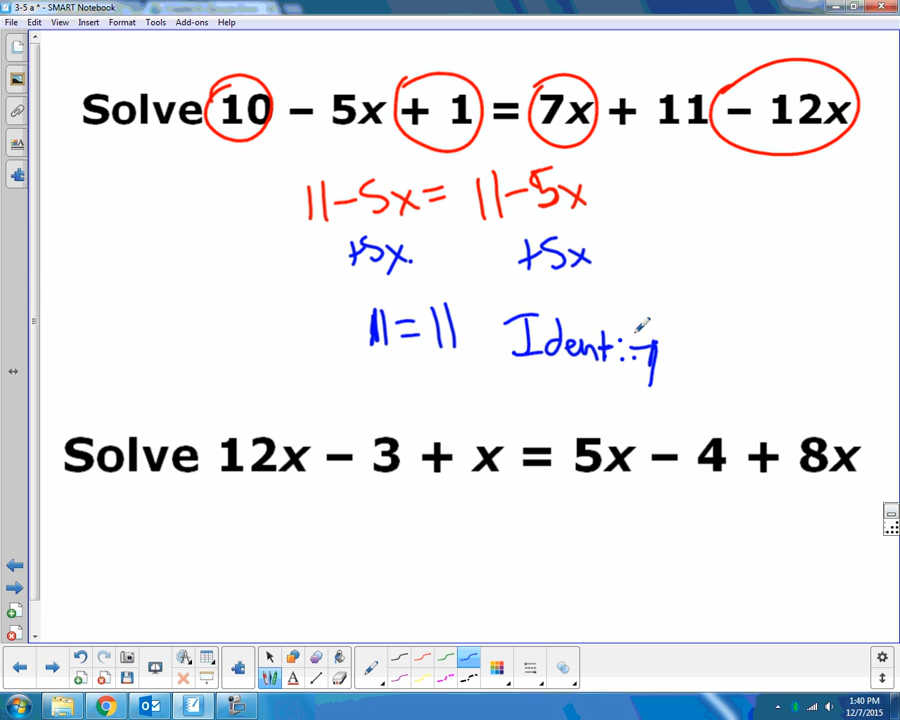 3-5 a * - SMART Notebook
File Edit View Insert Format Tools Add-ons Help
Solve 10 – 5x + 1 = 7x + 11 – 12x
11-5x= 11-5x
+5x. +5x
11=11 Identity
Solve 12x – 3 + x = 5x – 4 + 8x
1:40 PM
12/7/2015